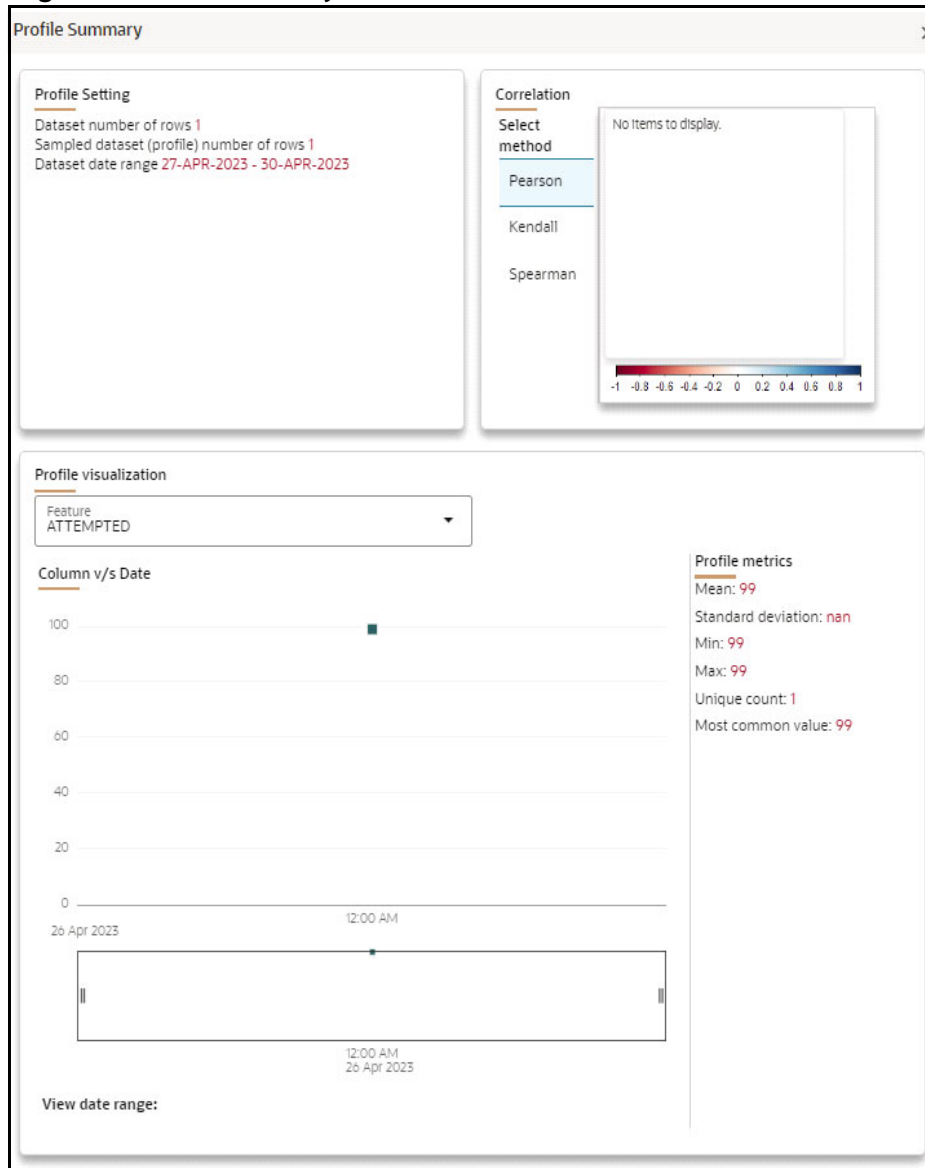 Profile Summary
Profile Setting
Dataset number of rows 1
Sampled dataset (profile) number of rows 1
Dataset date range 27-APR-2023 - 30-APR-2023
Correlation
Select
method
Pearson
Kendall
Spearman
No items to display.
-1 -0.8 -0.6 -0.4 -0.2 0 0.2 0.4 0.6 0.8 1
Profile visualization
Feature
ATTEMPTED
Column v/s Date
100
80
60
40
20
0
12:00 AM
26 Apr 2023
12:00 AM
26 Apr 2023
View date range:
Profile metrics
Mean: 99
Standard deviation: nan
Min: 99
Max: 99
Unique count: 1
Most common value: 99